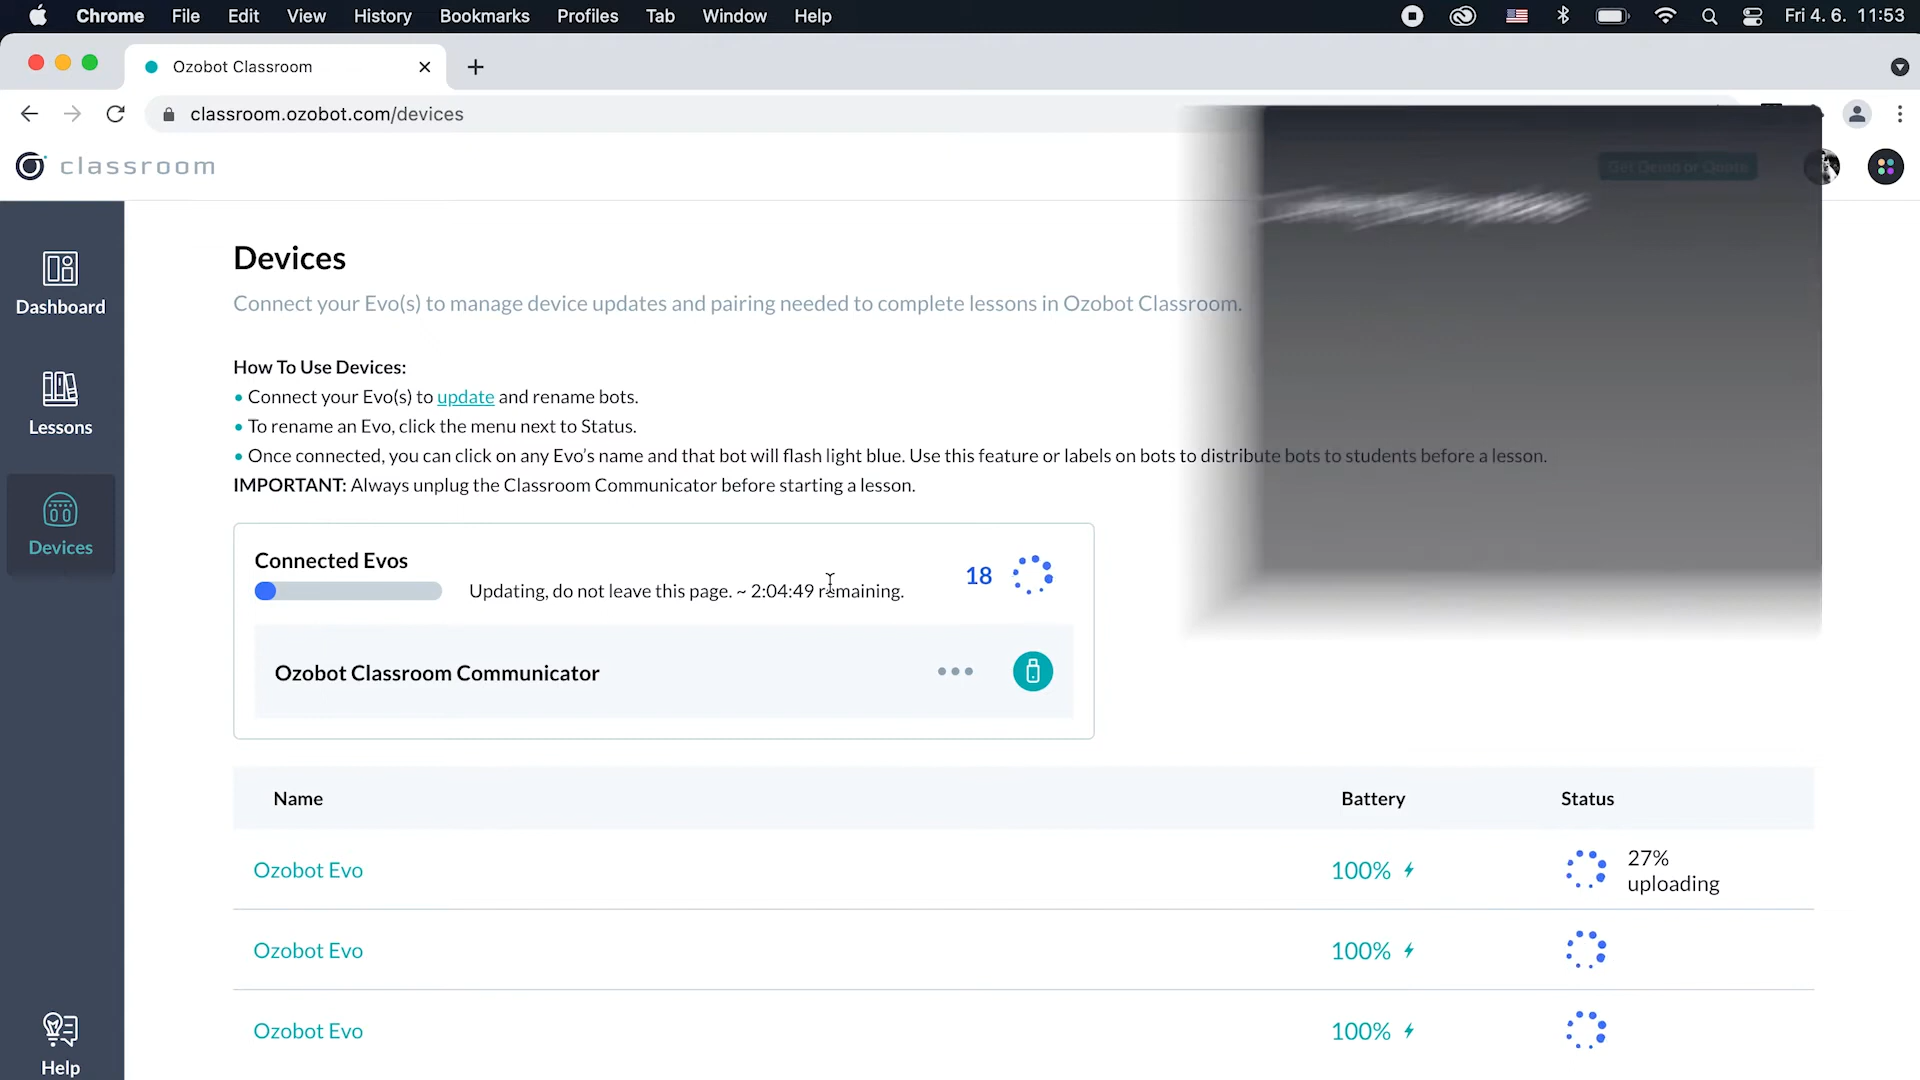 Chrome File Edit View History Bookmarks Profiles Tab Window Help Fri 4. 6. 11:53
Ozobot Classroom
classroom.ozobot.com/devices
classroom
Get Demo or Quote
Dashboard
Lessons
Devices
Help
Devices
Connect your Evo(s) to manage device updates and pairing needed to complete lessons in Ozobot Classroom.
How To Use Devices:
• Connect your Evo(s) to update and rename bots.
• To rename an Evo, click the menu next to Status.
• Once connected, you can click on any Evo's name and that bot will flash light blue. Use this feature or labels on bots to distribute bots to students before a lesson.
IMPORTANT: Always unplug the Classroom Communicator before starting a lesson.
Connected Evos
Updating, do not leave this page. ~ 2:04:49 remaining.
18
Ozobot Classroom Communicator
Name Battery Status
Ozobot Evo 100% 27%
uploading
Ozobot Evo 100%
Ozobot Evo 100%